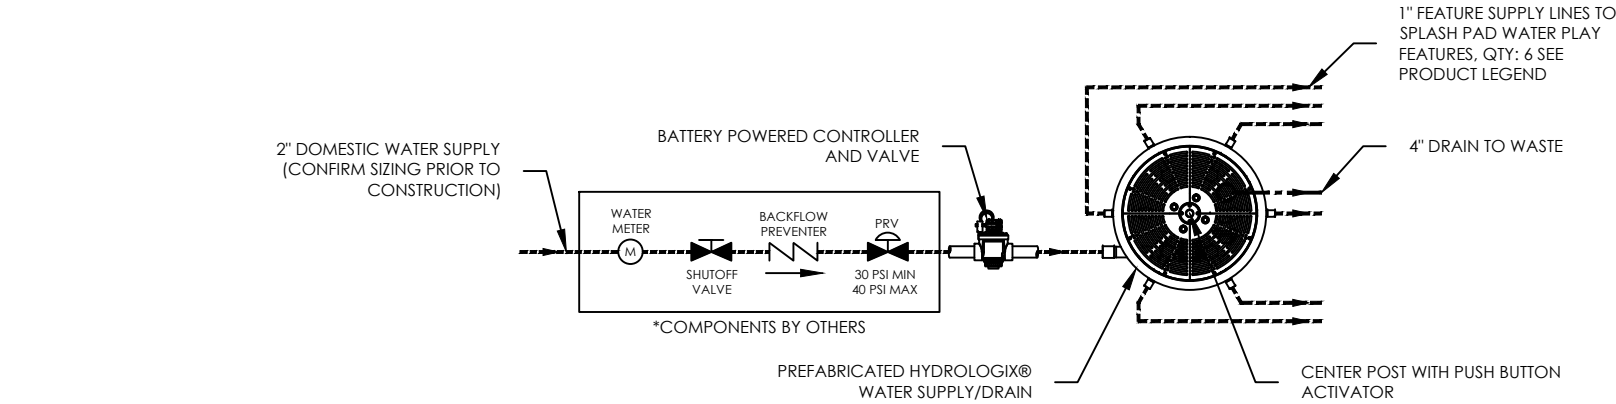 1" FEATURE SUPPLY LINES TO
SPLASH PAD WATER PLAY
FEATURES, QTY: 6 SEE
PRODUCT LEGEND
BATTERY POWERED CONTROLLER
AND VALVE
2" DOMESTIC WATER SUPPLY
(CONFIRM SIZING PRIOR TO
CONSTRUCTION)
4" DRAIN TO WASTE
WATER
METER
M
SHUTOFF
VALVE
BACKFLOW
PREVENTER
PRV
30 PSI MIN
40 PSI MAX
*COMPONENTS BY OTHERS
PREFABRICATED HYDROLOGIX®
WATER SUPPLY/DRAIN
CENTER POST WITH PUSH BUTTON
ACTIVATOR